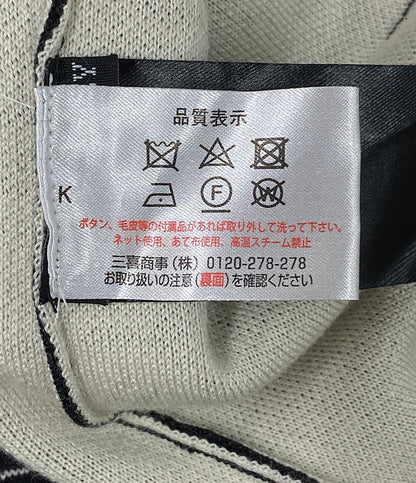 品質表示
K
F
W
ボタン、毛皮等の付属品があれば取り外して洗って下さい。
ネット使用、あて布使用、高温スチーム禁止
三喜商事（株）0120-278-278
お取り扱いの注意（裏面）を確認ください